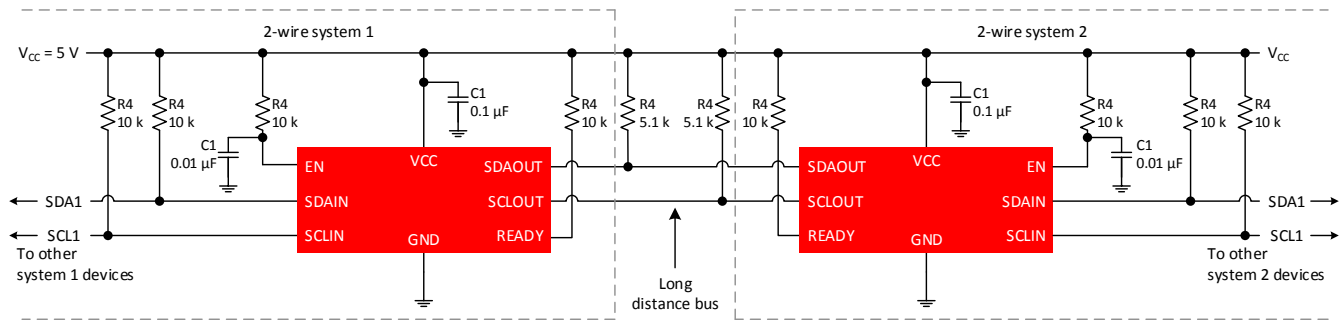 2-wire system 1
2-wire system 2
V_CC = 5 V
V_CC
R4
10 k
R4
10 k
R4
10 k
C1
0.1 µF
R4
10 k
R4
5.1 k
R4
5.1 k
R4
10 k
C1
0.1 µF
R4
10 k
R4
10 k
R4
10 k
C1
0.01 µF
C1
0.01 µF
VCC
EN
SDAIN
SCLIN
GND
SDAOUT
SCLOUT
READY
VCC
SDAOUT
SCLOUT
READY
GND
EN
SDAIN
SCLIN
SDA1
SCL1
To other
system 1 devices
Long
distance bus
SDA1
SCL1
To other
system 2 devices